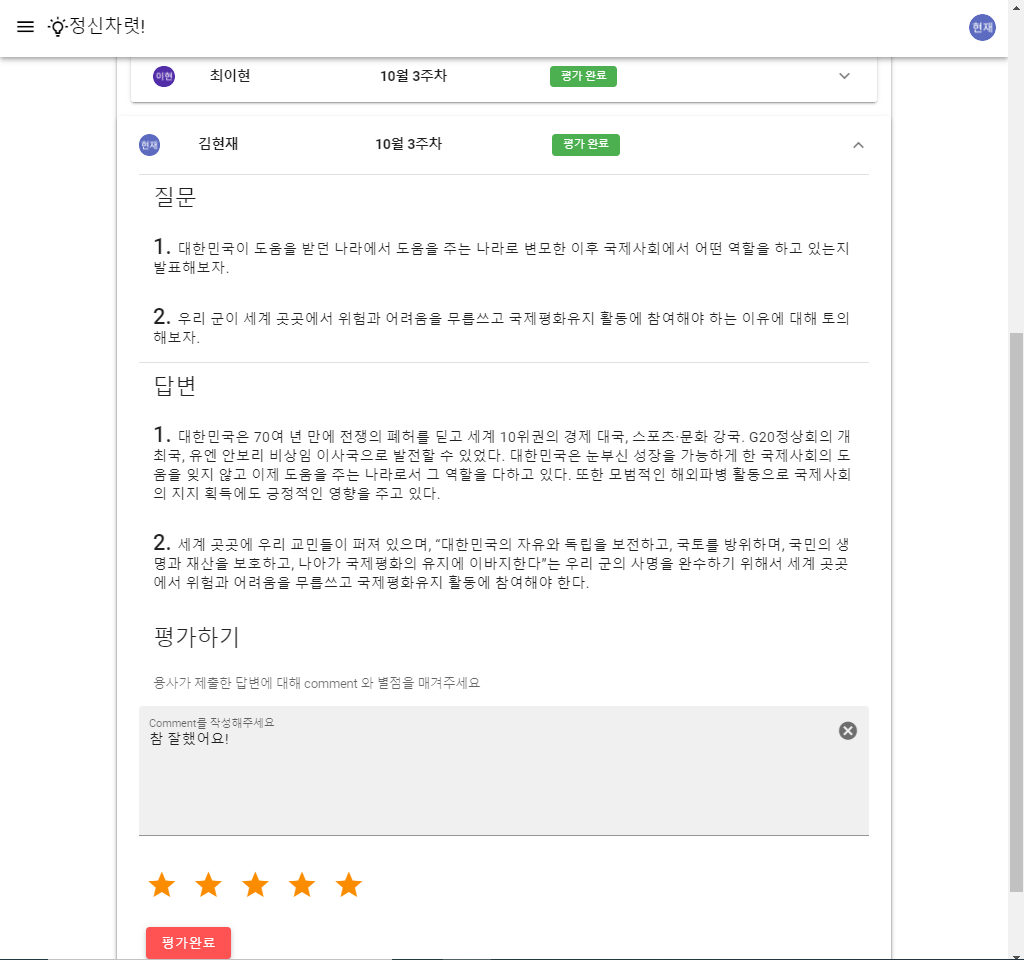 정신차렷!
현재
이현 최이현 10월 3주차 평가 완료
현재 김현재 10월 3주차 평가 완료
질문
1. 대한민국이 도움을 받던 나라에서 도움을 주는 나라로 변모한 이후 국제사회에서 어떤 역할을 하고 있는지
발표해보자.
2. 우리 군이 세계 곳곳에서 위험과 어려움을 무릅쓰고 국제평화유지 활동에 참여해야 하는 이유에 대해 토의
해보자.
답변
1. 대한민국은 70여 년 만에 전쟁의 폐허를 딛고 세계 10위권의 경제 대국, 스포츠·문화 강국. G20정상회의 개
최국, 유엔 안보리 비상임 이사국으로 발전할 수 있었다. 대한민국은 눈부신 성장을 가능하게 한 국제사회의 도
움을 잊지 않고 이제 도움을 주는 나라로서 그 역할을 다하고 있다. 또한 모범적인 해외파병 활동으로 국제사회
의 지지 획득에도 긍정적인 영향을 주고 있다.
2. 세계 곳곳에 우리 교민들이 퍼져 있으며, “대한민국의 자유와 독립을 보전하고, 국토를 방위하며, 국민의 생
명과 재산을 보호하고, 나아가 국제평화의 유지에 이바지한다”는 우리 군의 사명을 완수하기 위해서 세계 곳곳
에서 위험과 어려움을 무릅쓰고 국제평화유지 활동에 참여해야 한다.
평가하기
용사가 제출한 답변에 대해 comment 와 별점을 매겨주세요
Comment를 작성해주세요
참 잘했어요!
평가완료